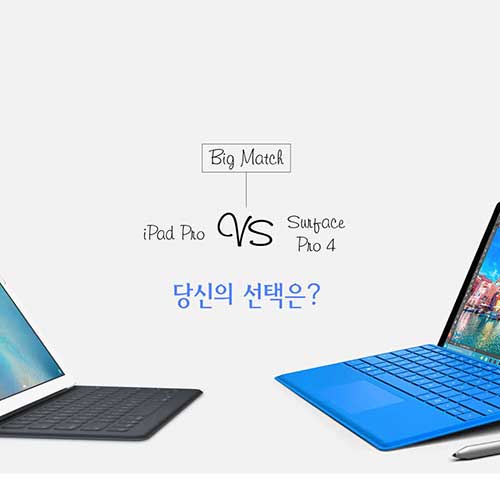 Big Match
iPad Pro VS Surface
Pro 4
당신의 선택은?